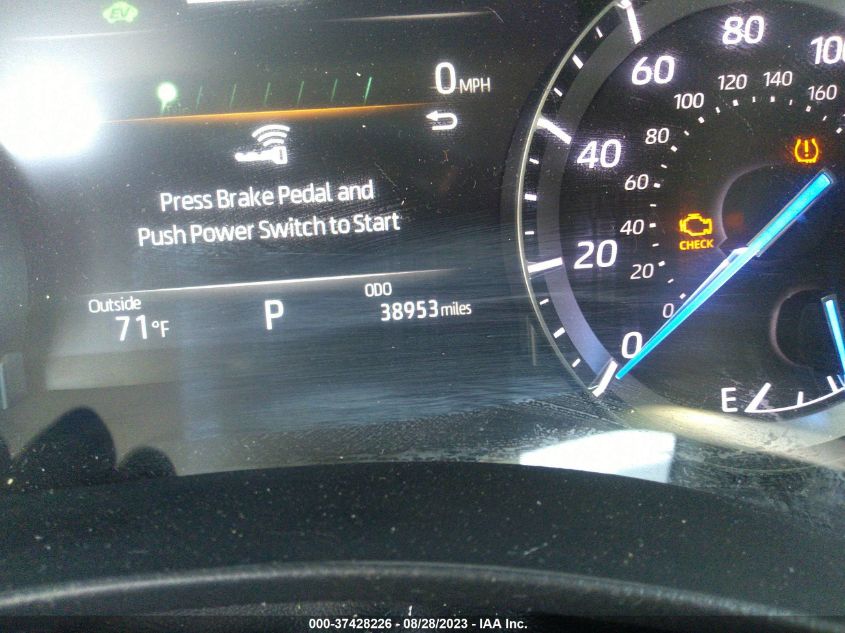 EV
0 MPH
Press Brake Pedal and
Push Power Switch to Start
Outside
71°F
P
ODO
38953 miles
0
20
40
60
80
100
0
20
40
60
80
100
120
140
160
CHECK
E
000-37428226 - 08/28/2023 - IAA Inc.